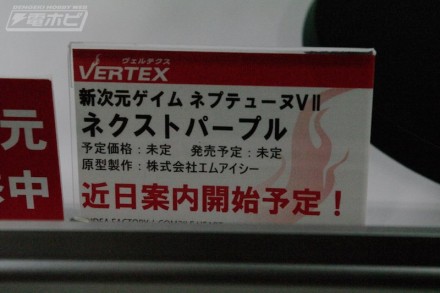 DENGEKI HOBBY WEB
電ホビ
ヴェルテクス
VERTEX
新次元ゲイム ネプテューヌVⅡ
ネクストパープル
予定価格：未定　発売予定：未定
原型製作：株式会社エムアイシー
近日案内開始予定！
元
中